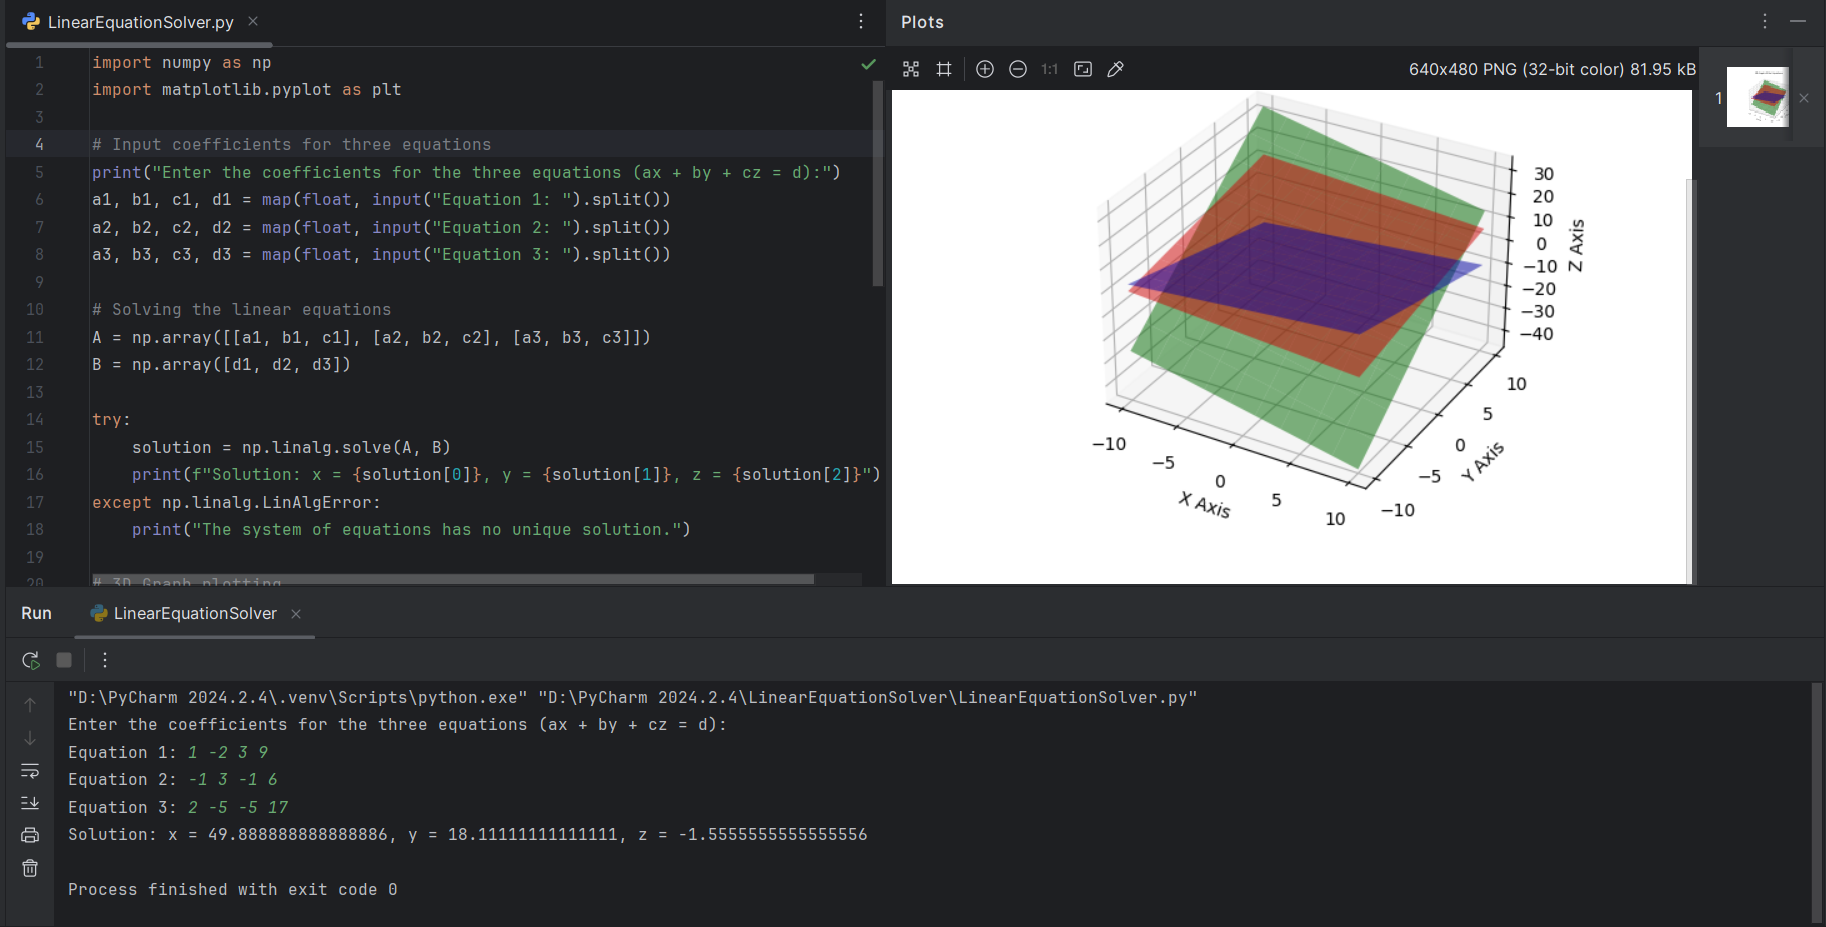 LinearEquationSolver.py
1 import numpy as np
2 import matplotlib.pyplot as plt
3
4 # Input coefficients for three equations
5 print("Enter the coefficients for the three equations (ax + by + cz = d):")
6 a1, b1, c1, d1 = map(float, input("Equation 1: ").split())
7 a2, b2, c2, d2 = map(float, input("Equation 2: ").split())
8 a3, b3, c3, d3 = map(float, input("Equation 3: ").split())
9
10 # Solving the linear equations
11 A = np.array([[a1, b1, c1], [a2, b2, c2], [a3, b3, c3]])
12 B = np.array([d1, d2, d3])
13
14 try:
15     solution = np.linalg.solve(A, B)
16     print(f"Solution: x = {solution[0]}, y = {solution[1]}, z = {solution[2]}")
17 except np.linalg.LinAlgError:
18     print("The system of equations has no unique solution.")
19
20 # 3D Graph plotting
Plots
1:1
640x480 PNG (32-bit color) 81.95 kB
1
30
20
10
0
−10
−20
−30
−40
Z Axis
10
5
0
−5
−10
Y Axis
−10
−5
0
5
10
X Axis
Run LinearEquationSolver
"D:\PyCharm 2024.2.4\.venv\Scripts\python.exe" "D:\PyCharm 2024.2.4\LinearEquationSolver\LinearEquationSolver.py"
Enter the coefficients for the three equations (ax + by + cz = d):
Equation 1: 1 -2 3 9
Equation 2: -1 3 -1 6
Equation 3: 2 -5 -5 17
Solution: x = 49.888888888888886, y = 18.11111111111111, z = -1.5555555555555556

Process finished with exit code 0